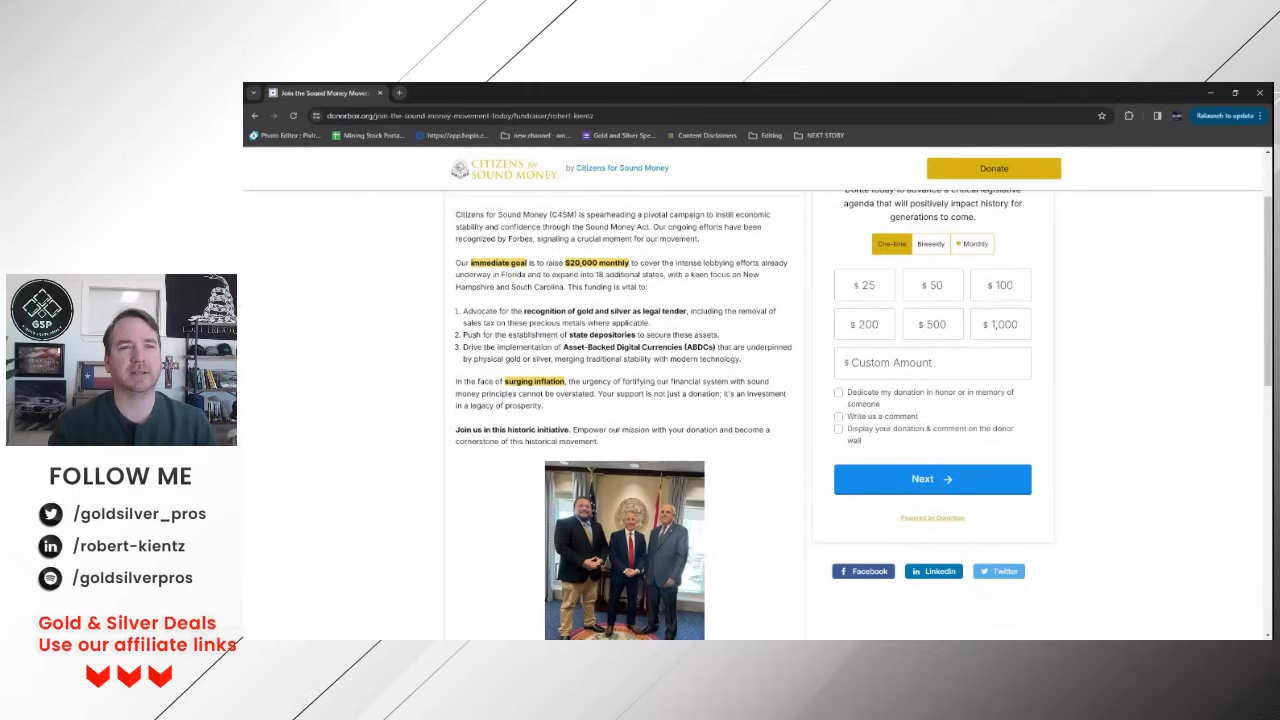 Join the Sound Money Movem
donorbox.org/join-the-sound-money-movement-today/fundraiser/robert-kientz
Relaunch to update
Photo Editor : Pixlr...
Mining Stock Porta...
https://app.hopin.c...
new channel - am...
Gold and Silver Spe...
Content Disclaimers
Editing
NEXT STORY
CITIZENS for
SOUND MONEY
by Citizens for Sound Money
Donate
Citizens for Sound Money (C4SM) is spearheading a pivotal campaign to instill economic
stability and confidence through the Sound Money Act. Our ongoing efforts have been
recognized by Forbes, signaling a crucial moment for our movement.
Our immediate goal is to raise $20,000 monthly to cover the intense lobbying efforts already
underway in Florida and to expand into 18 additional states, with a keen focus on New
Hampshire and South Carolina. This funding is vital to:
1. Advocate for the recognition of gold and silver as legal tender, including the removal of
sales tax on these precious metals where applicable.
2. Push for the establishment of state depositories to secure these assets.
3. Drive the implementation of Asset-Backed Digital Currencies (ABDCs) that are underpinned
by physical gold or silver, merging traditional stability with modern technology.
In the face of surging inflation, the urgency of fortifying our financial system with sound
money principles cannot be overstated. Your support is not just a donation; it's an investment
in a legacy of prosperity.
Join us in this historic initiative. Empower our mission with your donation and become a
cornerstone of this historical movement.
Donte today to advance a critical legislative
agenda that will positively impact history for
generations to come.
One-time
Biweekly
Monthly
$ 25
$ 50
$ 100
$ 200
$ 500
$ 1,000
$ Custom Amount
Dedicate my donation in honor or in memory of
someone
Write us a comment
Display your donation & comment on the donor
wall
Next
Powered by Donorbox
Facebook
LinkedIn
Twitter
GSP
FOLLOW ME
/goldsilver_pros
/robert-kientz
/goldsilverpros
Gold & Silver Deals
Use our affiliate links